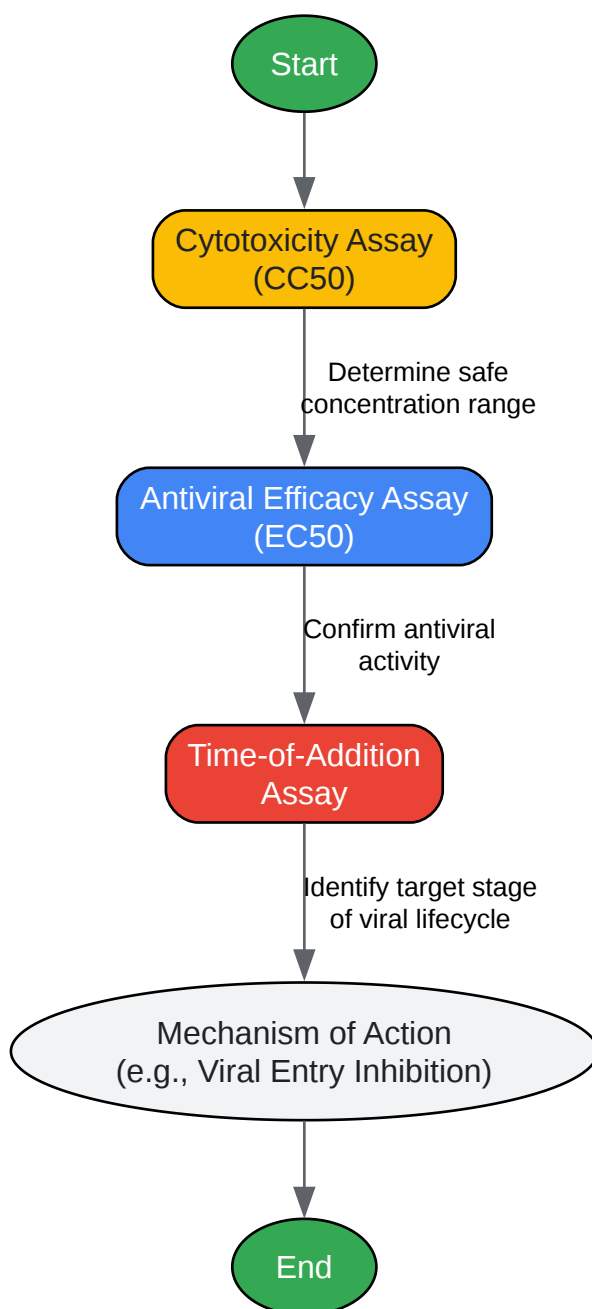 Start
Cytotoxicity Assay
(CC50)
Determine safe
concentration range
Antiviral Efficacy Assay
(EC50)
Confirm antiviral
activity
Time-of-Addition
Assay
Identify target stage
of viral lifecycle
Mechanism of Action
(e.g., Viral Entry Inhibition)
End